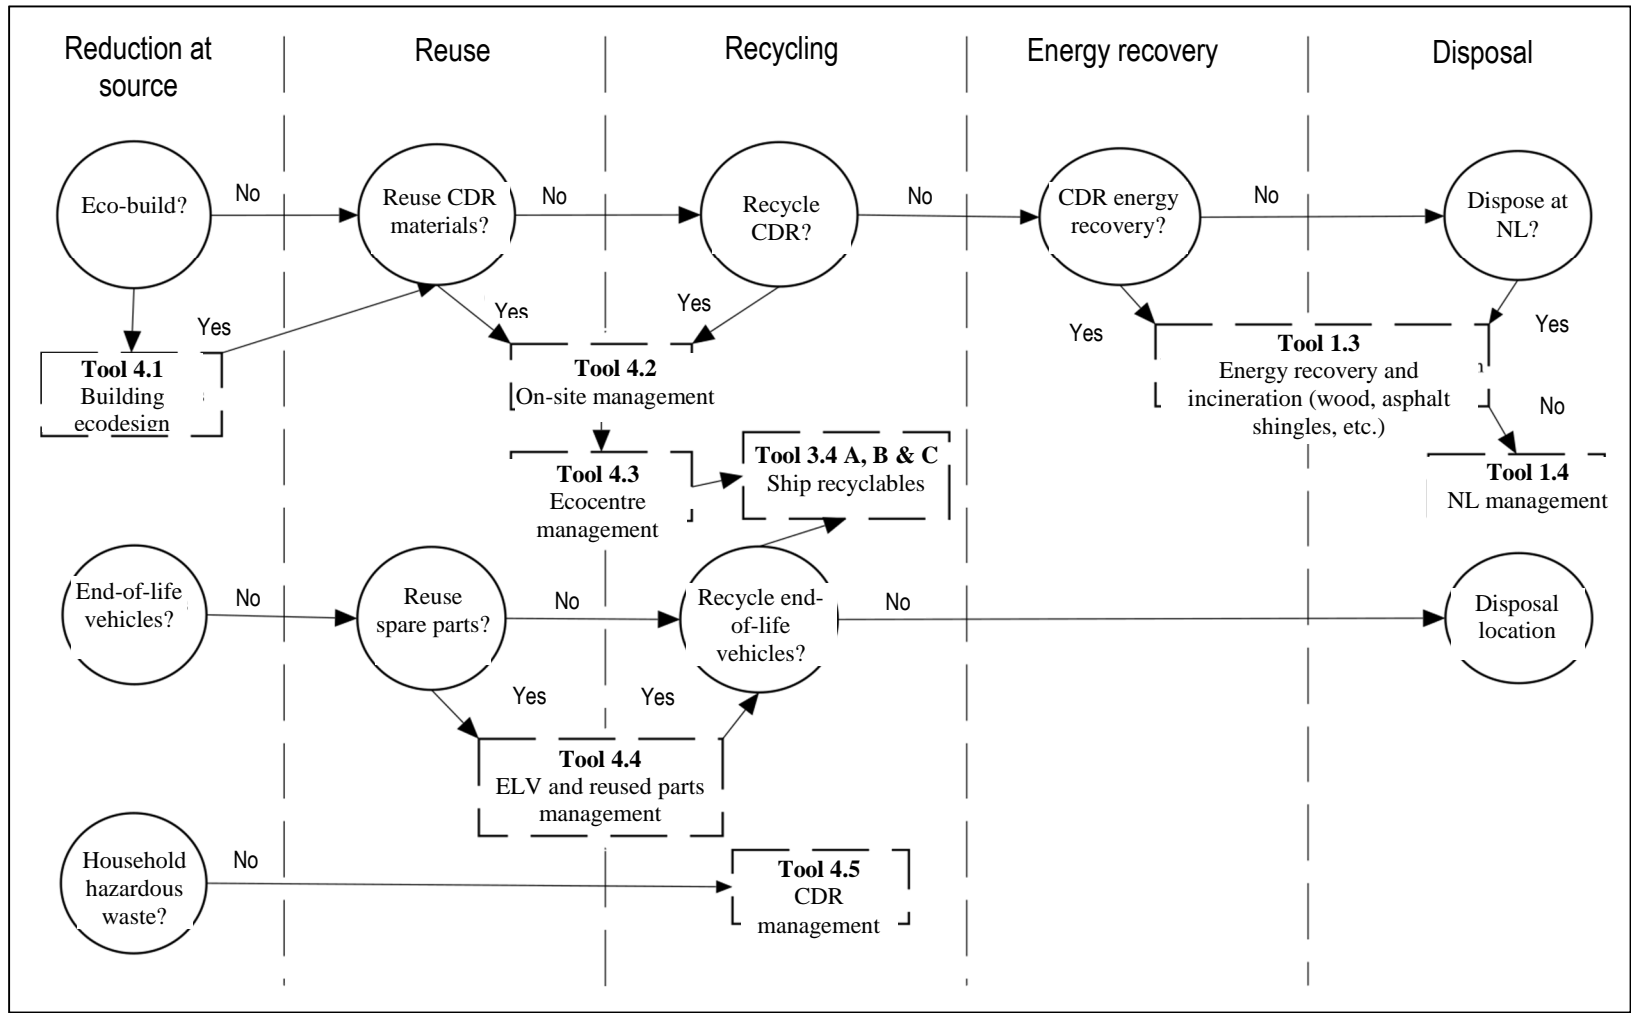 Reduction at
source
Reuse
Recycling
Energy recovery
Disposal
Eco-build?
No
Reuse CDR
materials?
No
Recycle
CDR?
No
CDR energy
recovery?
No
Dispose at
NL?
Yes
Yes
Yes
Yes
Yes
No
Tool 4.1
Building
ecodesign
Tool 4.2
On-site management
Tool 1.3
Energy recovery and
incineration (wood, asphalt
shingles, etc.)
Tool 4.3
Ecocentre
management
Tool 3.4 A, B & C
Ship recyclables
Tool 1.4
NL management
End-of-life
vehicles?
No
Reuse
spare parts?
No
Recycle end-
of-life
vehicles?
No
Disposal
location
Yes
Yes
Tool 4.4
ELV and reused parts
management
Household
hazardous
waste?
No
Tool 4.5
CDR
management